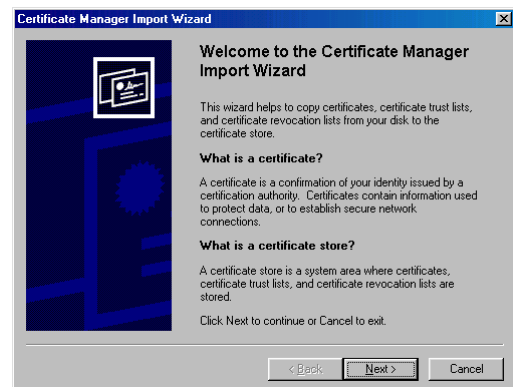 Certificate Manager Import Wizard
Welcome to the Certificate Manager
Import Wizard
This wizard helps to copy certificates, certificate trust lists,
and certificate revocation lists from your disk to the
certificate store.
What is a certificate?
A certificate is a confirmation of your identity issued by a
certification authority. Certificates contain information used
to protect data, or to establish secure network
connections.
What is a certificate store?
A certificate store is a system area where certificates,
certificate trust lists, and certificate revocation lists are
stored.
Click Next to continue or Cancel to exit.
< Back Next > Cancel